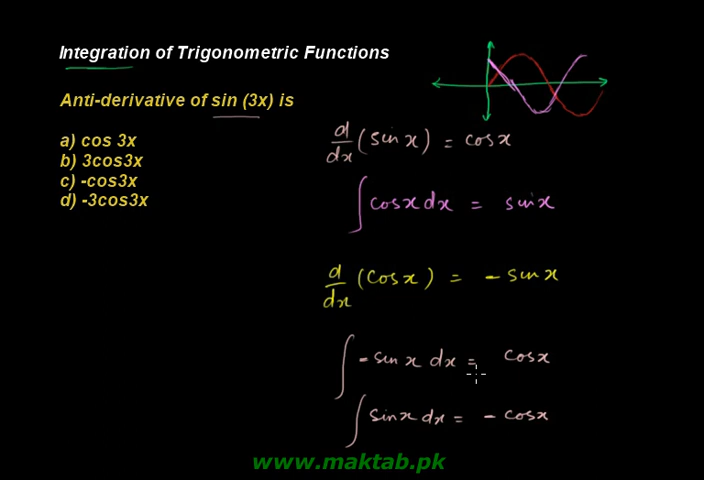 Integration of Trigonometric Functions
Anti-derivative of sin (3x) is
a) cos 3x
b) 3cos3x
c) -cos3x
d) -3cos3x
d/dx (sin x) = cos x
∫ cos x dx = sin x
d/dx (cos x) = - sin x
∫ - sin x dx = cos x
∫ sin x dx = - cos x
www.maktab.pk